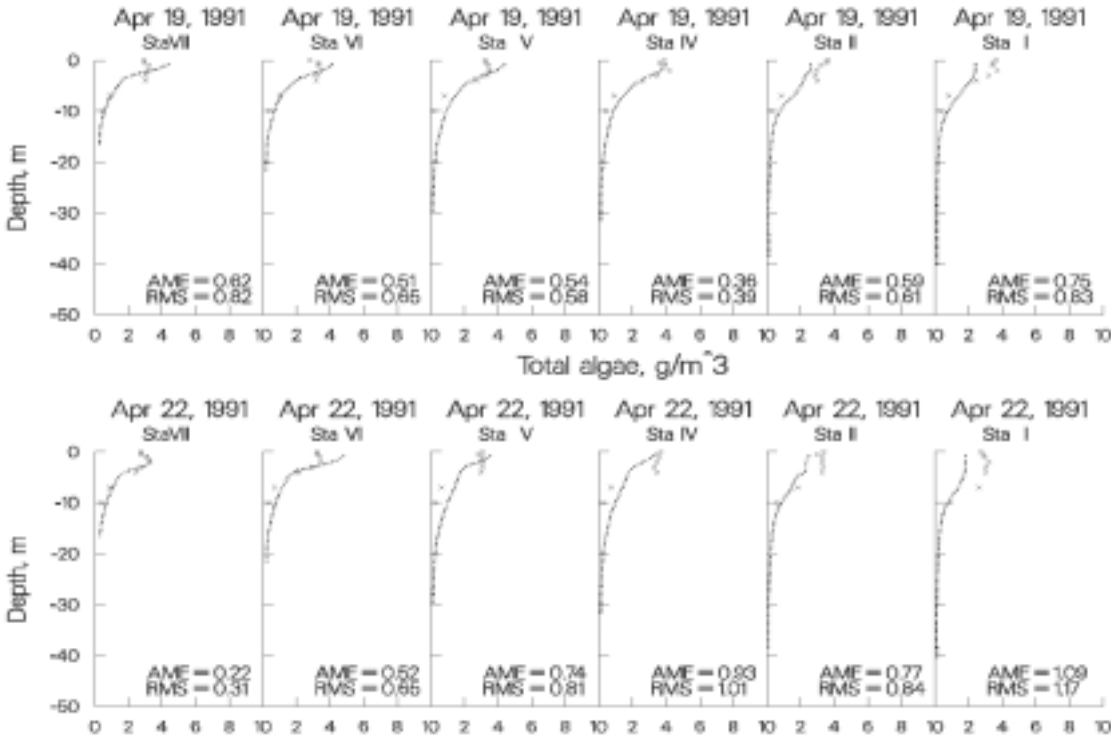 Apr 19, 1991 Apr 19, 1991 Apr 19, 1991 Apr 19, 1991 Apr 19, 1991 Apr 19, 1991
Sta VII Sta VI Sta V Sta IV Sta II Sta I
0
-10
-20
-30
-40
-50
Depth, m
AME = 0.62 AME = 0.51 AME = 0.54 AME = 0.36 AME = 0.59 AME = 0.75
RMS = 0.82 RMS = 0.65 RMS = 0.58 RMS = 0.39 RMS = 0.61 RMS = 0.83
0 2 4 6 8 10 2 4 6 8 10 2 4 6 8 10 2 4 6 8 10 2 4 6 8 10 2 4 6 8 10
Total algae, g/m^3
Apr 22, 1991 Apr 22, 1991 Apr 22, 1991 Apr 22, 1991 Apr 22, 1991 Apr 22, 1991
Sta VII Sta VI Sta V Sta IV Sta II Sta I
0
-10
-20
-30
-40
-50
Depth, m
AME = 0.22 AME = 0.52 AME = 0.74 AME = 0.93 AME = 0.77 AME = 1.09
RMS = 0.31 RMS = 0.65 RMS = 0.81 RMS = 1.01 RMS = 0.84 RMS = 1.17
0 2 4 6 8 10 2 4 6 8 10 2 4 6 8 10 2 4 6 8 10 2 4 6 8 10 2 4 6 8 10